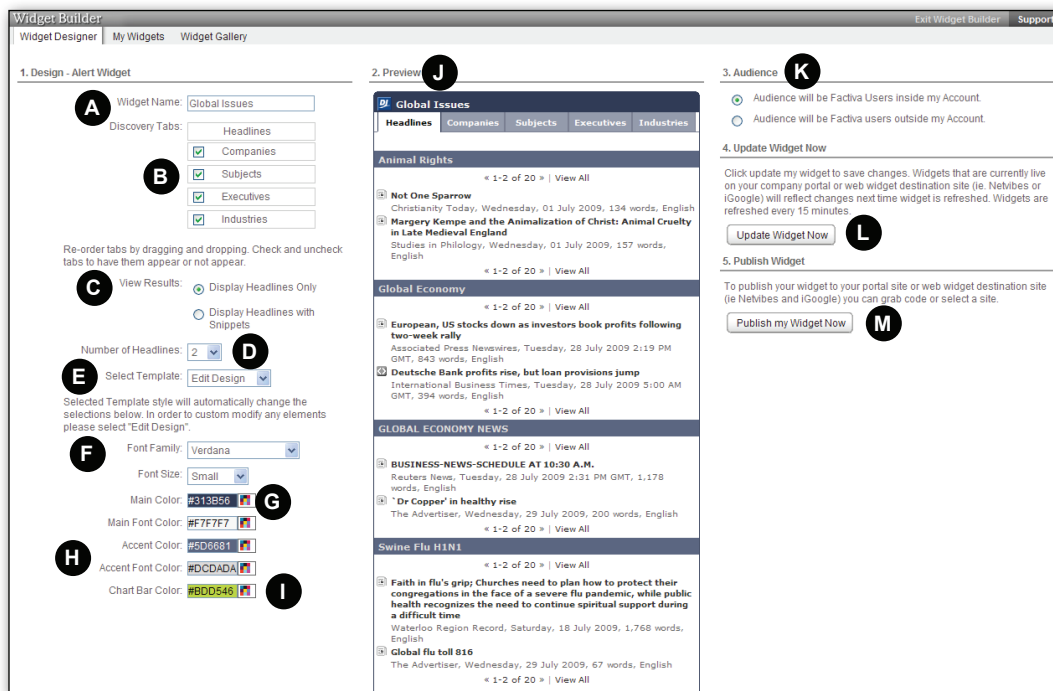 Widget Builder
Exit Widget Builder
Support
Widget Designer
My Widgets
Widget Gallery
1. Design - Alert Widget
A
Widget Name:
Global Issues
Discovery Tabs:
Headlines
Companies
B
Subjects
Executives
Industries
Re-order tabs by dragging and dropping. Check and uncheck
tabs to have them appear or not appear.
C
View Results:
Display Headlines Only
Display Headlines with
Snippets
Number of Headlines:
2
D
E
Select Template:
Edit Design
Selected Template style will automatically change the
selections below. In order to custom modify any elements
please select "Edit Design".
F
Font Family:
Verdana
Font Size:
Small
Main Color:
#313B56
G
Main Font Color:
#F7F7F7
H
Accent Color:
#5D6681
Accent Font Color:
#DCDADA
Chart Bar Color:
#BDD546
I
2. Preview
J
DJ Global Issues
Headlines
Companies
Subjects
Executives
Industries
Animal Rights
« 1-2 of 20 » | View All
Not One Sparrow
Christianity Today, Wednesday, 01 July 2009, 134 words, English
Margery Kempe and the Animalization of Christ: Animal Cruelty
in Late Medieval England
Studies in Philology, Wednesday, 01 July 2009, 157 words,
English
« 1-2 of 20 » | View All
Global Economy
« 1-2 of 20 » | View All
European, US stocks down as investors book profits following
two-week rally
Associated Press Newswires, Tuesday, 28 July 2009 2:19 PM
GMT, 843 words, English
Deutsche Bank profits rise, but loan provisions jump
International Business Times, Tuesday, 28 July 2009 5:00 AM
GMT, 394 words, English
« 1-2 of 20 » | View All
GLOBAL ECONOMY NEWS
« 1-2 of 20 » | View All
BUSINESS-NEWS-SCHEDULE AT 10:30 A.M.
Reuters News, Tuesday, 28 July 2009 2:31 PM GMT, 1,178
words, English
`Dr Copper' in healthy rise
The Advertiser, Wednesday, 29 July 2009, 200 words, English
« 1-2 of 20 » | View All
Swine Flu H1N1
« 1-2 of 20 » | View All
Faith in flu's grip; Churches need to plan how to protect their
congregations in the face of a severe flu pandemic, while public
health recognizes the need to continue spiritual support during
a difficult time
Waterloo Region Record, Saturday, 18 July 2009, 1,768 words,
English
Global flu toll 816
The Advertiser, Wednesday, 29 July 2009, 67 words, English
« 1-2 of 20 » | View All
3. Audience
K
Audience will be Factiva Users inside my Account.
Audience will be Factiva users outside my Account.
4. Update Widget Now
Click update my widget to save changes. Widgets that are currently live
on your company portal or web widget destination site (ie. Netvibes or
iGoogle) will reflect changes next time widget is refreshed. Widgets are
refreshed every 15 minutes.
Update Widget Now
L
5. Publish Widget
To publish your widget to your portal site or web widget destination site
(ie Netvibes and iGoogle) you can grab code or select a site.
Publish my Widget Now
M